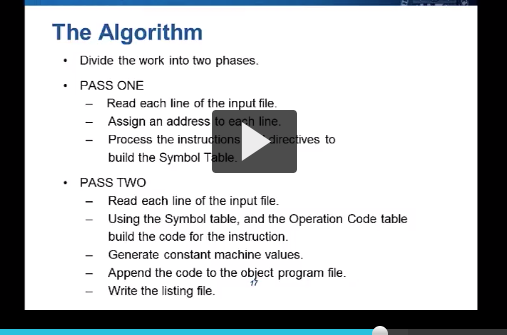 The Algorithm
• Divide the work into two phases.
• PASS ONE
– Read each line of the input file.
– Assign an address to each line.
– Process the instructions directives to
build the Symbol Table.
• PASS TWO
– Read each line of the input file.
– Using the Symbol table, and the Operation Code table
build the code for the instruction.
– Generate constant machine values.
– Append the code to the object program file.
– Write the listing file.
17